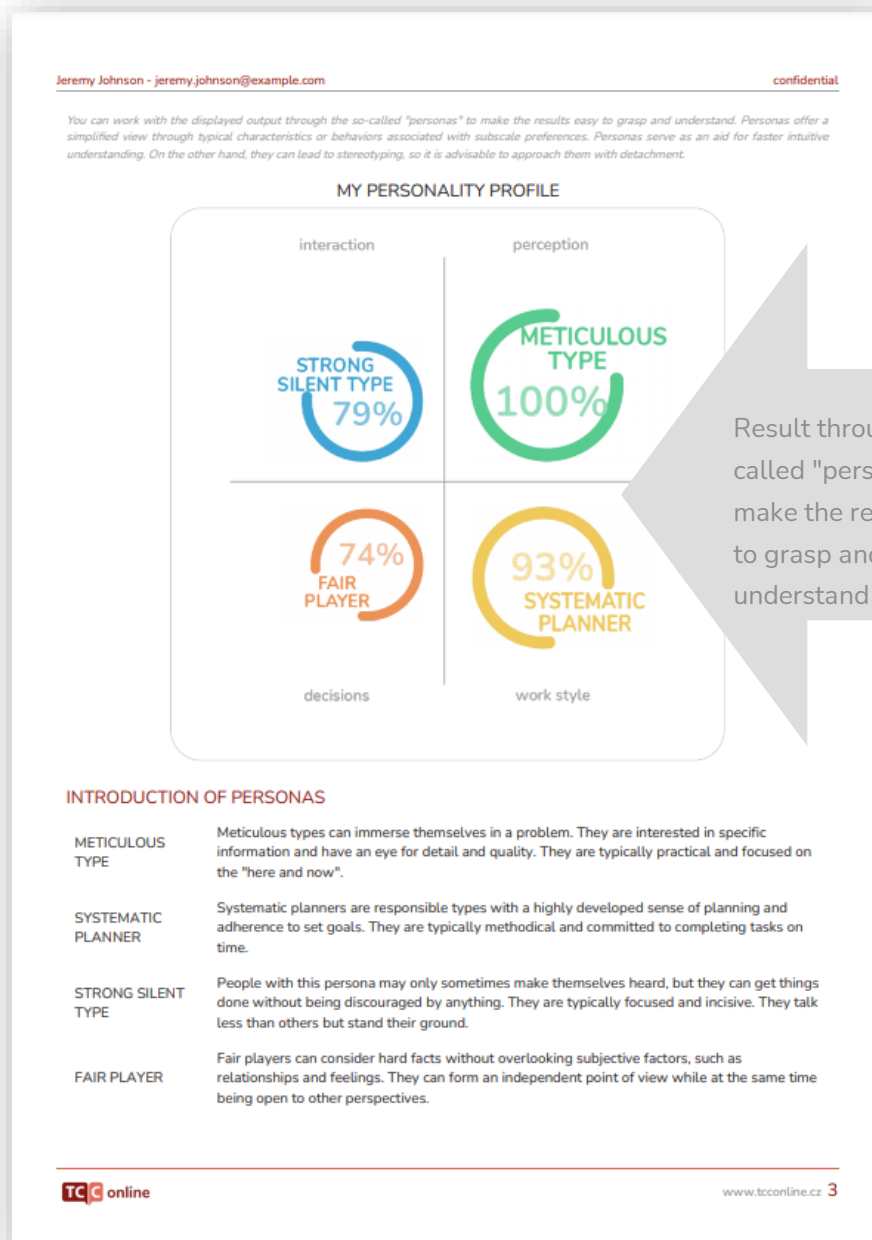 Jeremy Johnson - jeremy.johnson@example.com
confidential
You can work with the displayed output through the so-called "personas" to make the results easy to grasp and understand. Personas offer a
simplified view through typical characteristics or behaviors associated with subscale preferences. Personas serve as an aid for faster intuitive
understanding. On the other hand, they can lead to stereotyping, so it is advisable to approach them with detachment.
MY PERSONALITY PROFILE
interaction
perception
STRONG
SILENT TYPE
79%
METICULOUS
TYPE
100%
74%
FAIR
PLAYER
93%
SYSTEMATIC
PLANNER
decisions
work style
Result throu
called "pers
make the re
to grasp and
understand
INTRODUCTION OF PERSONAS
METICULOUS
TYPE
Meticulous types can immerse themselves in a problem. They are interested in specific
information and have an eye for detail and quality. They are typically practical and focused on
the "here and now".
SYSTEMATIC
PLANNER
Systematic planners are responsible types with a highly developed sense of planning and
adherence to set goals. They are typically methodical and committed to completing tasks on
time.
STRONG SILENT
TYPE
People with this persona may only sometimes make themselves heard, but they can get things
done without being discouraged by anything. They are typically focused and incisive. They talk
less than others but stand their ground.
FAIR PLAYER
Fair players can consider hard facts without overlooking subjective factors, such as
relationships and feelings. They can form an independent point of view while at the same time
being open to other perspectives.
TCC online
www.tcconline.cz 3